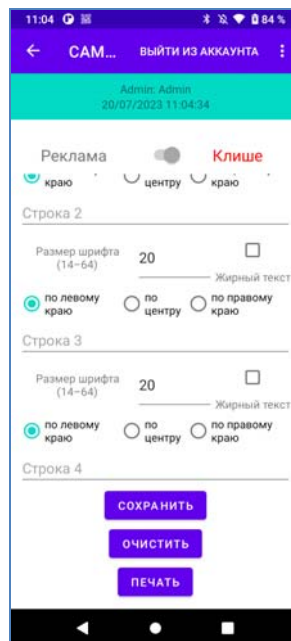 11:04 84 %
САМ... ВЫЙТИ ИЗ АККАУНТА
Admin: Admin
20/07/2023 11:04:34
Реклама Клише
краю центру краю
Строка 2
Размер шрифта
(14–64) 20
Жирный текст
по левому краю по центру по правому краю
Строка 3
Размер шрифта
(14–64) 20
Жирный текст
по левому краю по центру по правому краю
Строка 4
СОХРАНИТЬ
ОЧИСТИТЬ
ПЕЧАТЬ